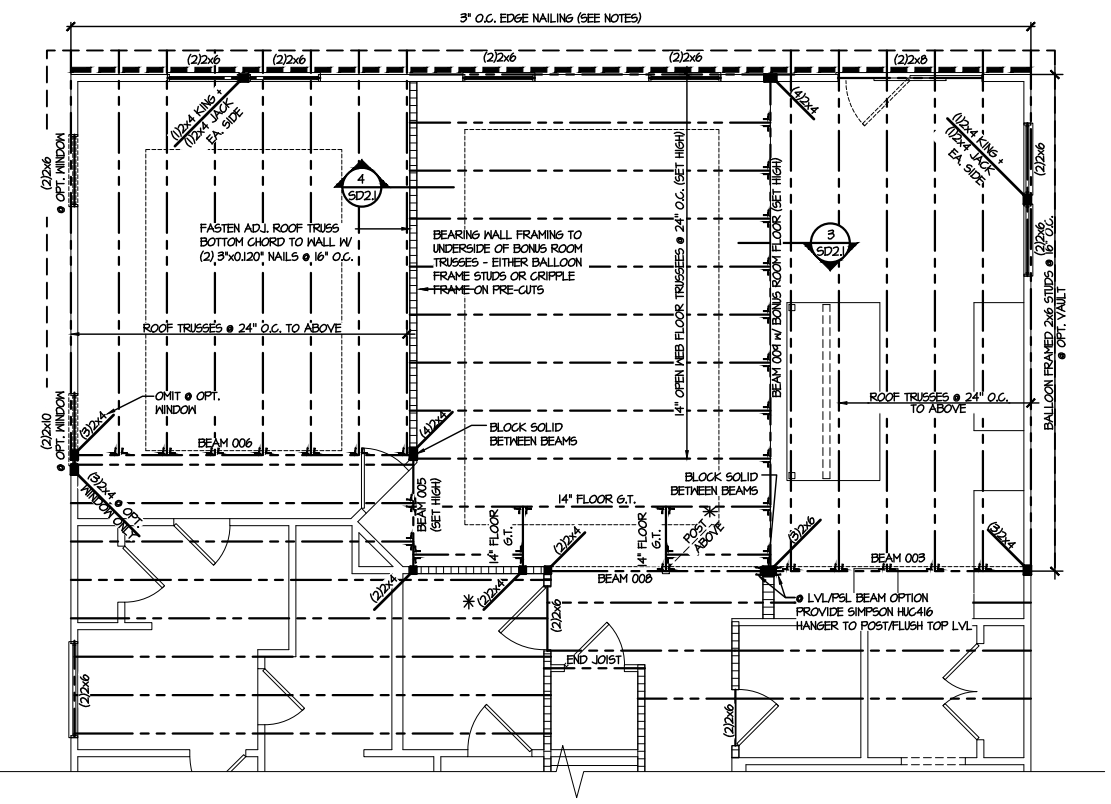 3" O.C. EDGE NAILING (SEE NOTES)
(2)2x6
(2)2x6
(2)2x6
(2)2x6
(2)2x8
(1)2x4 KING +
(1)2x4 JACK
EA. SIDE
(4)2x4
(1)2x4 KING +
(1)2x4 JACK
EA. SIDE
(2)2x6
@ OPT. WINDOW
(2)2x6
(2)2x6
4
SD2.1
3
SD2.1
FASTEN ADJ. ROOF TRUSS
BOTTOM CHORD TO WALL W/
(2) 3"x0.120" NAILS @ 16" O.C.
BEARING WALL FRAMING TO
UNDERSIDE OF BONUS ROOM
TRUSSES - EITHER BALLOON
FRAME STUDS OR CRIPPLE
FRAME ON PRE-CUTS
14" OPEN WEB FLOOR TRUSSEES @ 24" O.C. (SET HIGH)
BEAM 009 W/ BONUS ROOM FLOOR (SET HIGH)
BALLOON FRAMED 2x6 STUDS @ 16" O.C.
@ OPT. VAULT
ROOF TRUSSES @ 24" O.C. TO ABOVE
ROOF TRUSSES @ 24" O.C.
TO ABOVE
OMIT @ OPT.
WINDOW
(2)2x10
@ OPT. WINDOW
(3)2x4
BEAM 006
(4)2x4
BLOCK SOLID
BETWEEN BEAMS
BLOCK SOLID
BETWEEN BEAMS
(3)2x4 @ OPT.
WINDOW ONLY
BEAM 005
(SET HIGH)
14" FLOOR G.T.
14" FLOOR
G.T.
14" FLOOR
G.T.
POST
ABOVE
(2)2x4
(3)2x6
(3)2x4
BEAM 003
BEAM 008
(2)2x4
(2)2x4
(2)2x6
@ LVL/PSL BEAM OPTION
PROVIDE SIMPSON HUC416
HANGER TO POST/FLUSH TOP LVL
END JOIST
(2)2x6
(2)2x6